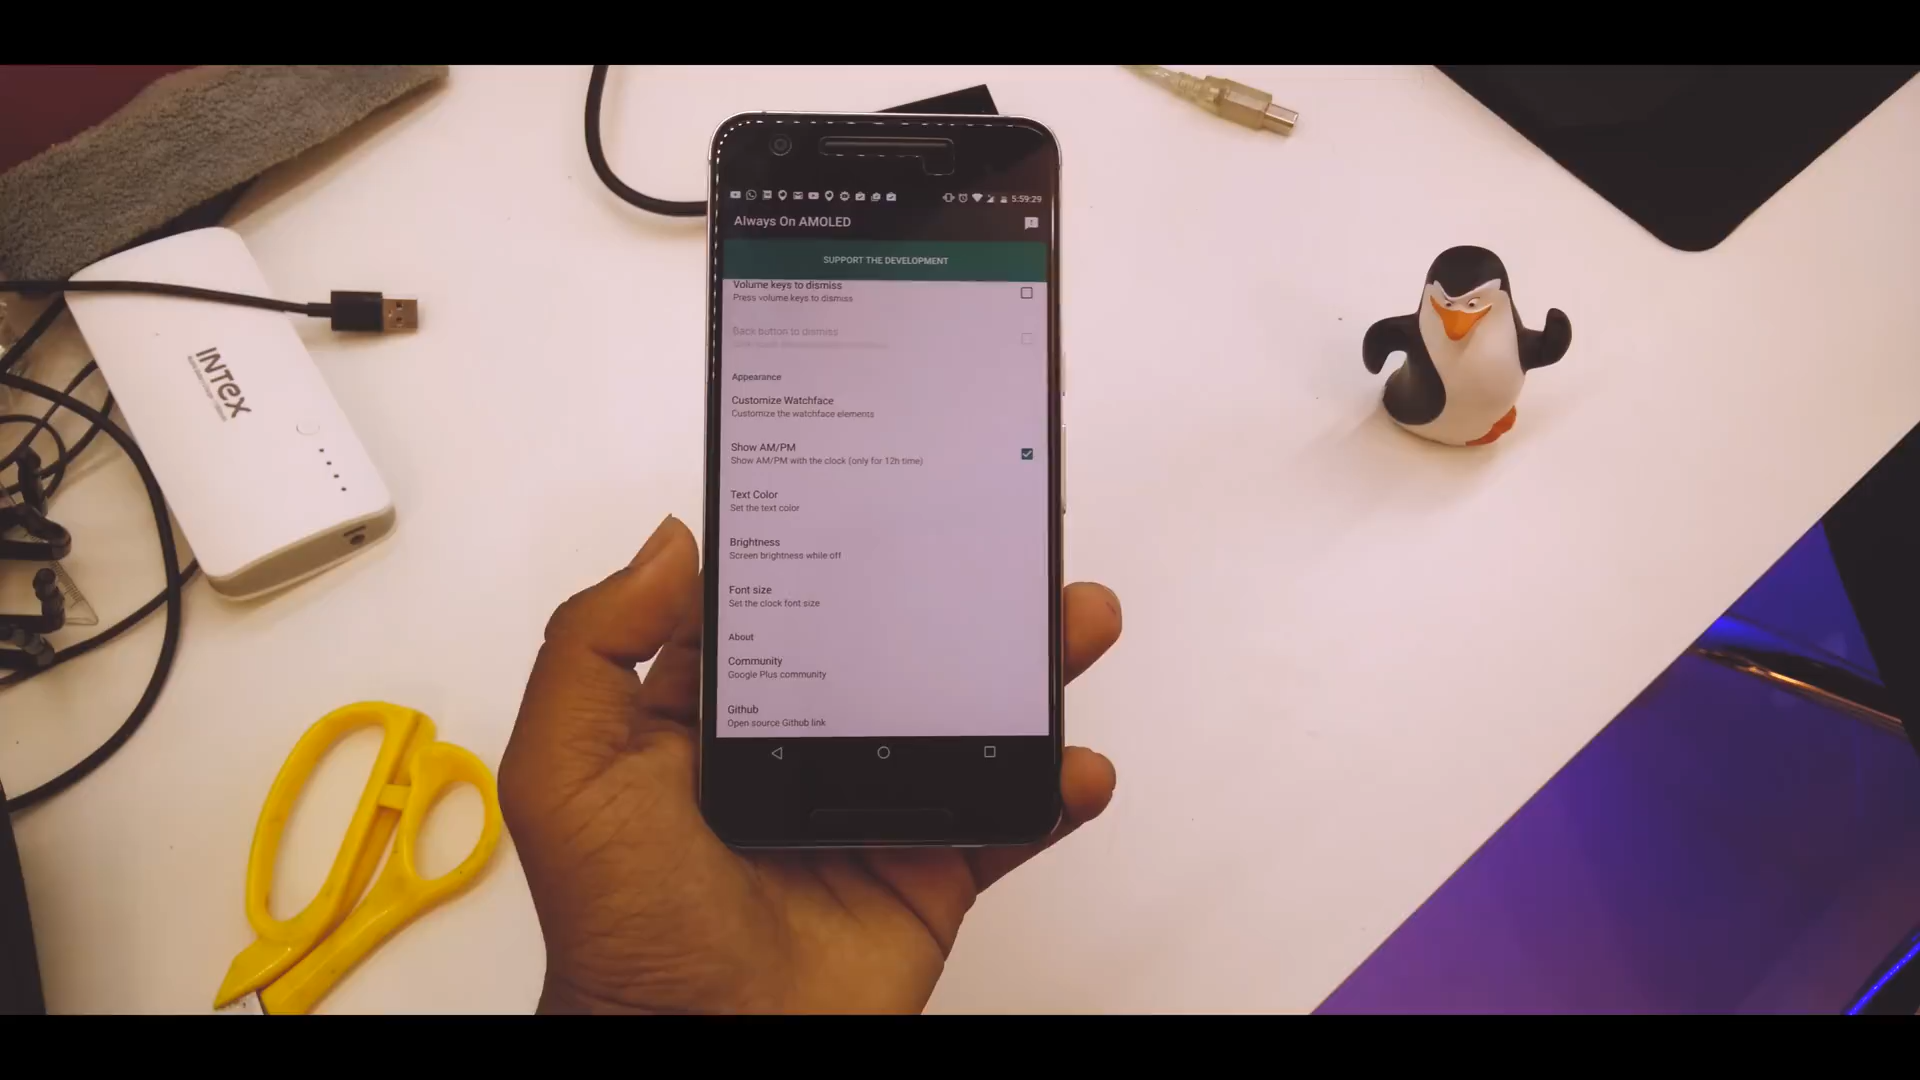 5:59:29
Always On AMOLED
SUPPORT THE DEVELOPMENT
Volume keys to dismiss
Press volume keys to dismiss
Back button to dismiss
Appearance
Customize Watchface
Customize the watchface elements
Show AM/PM
Show AM/PM with the clock (only for 12h time)
Text Color
Set the text color
Brightness
Screen brightness while off
Font size
Set the clock font size
About
Community
Google Plus community
Github
Open source Github link
INTEX